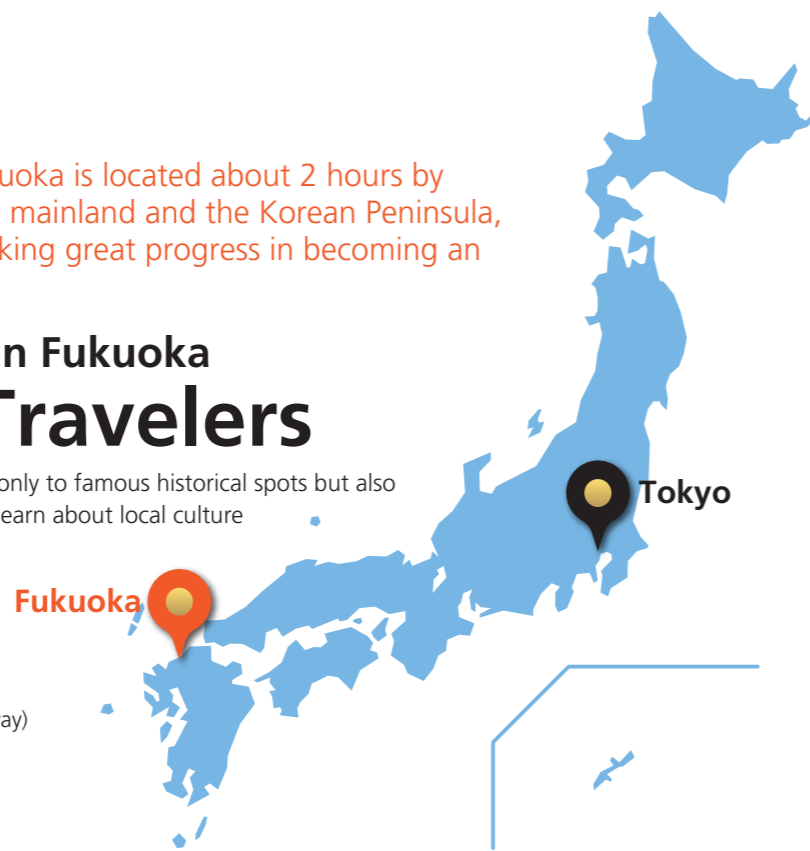 uoka is located about 2 hours by
mainland and the Korean Peninsula,
king great progress in becoming an
n Fukuoka
Travelers
only to famous historical spots but also
earn about local culture
Tokyo
Fukuoka
ay)